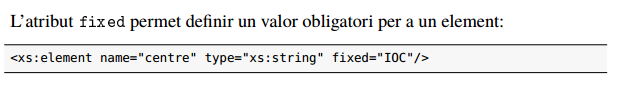 L’atribut fixed permet definir un valor obligatori per a un element:
<xs:element name="centre" type="xs:string" fixed="IOC"/>